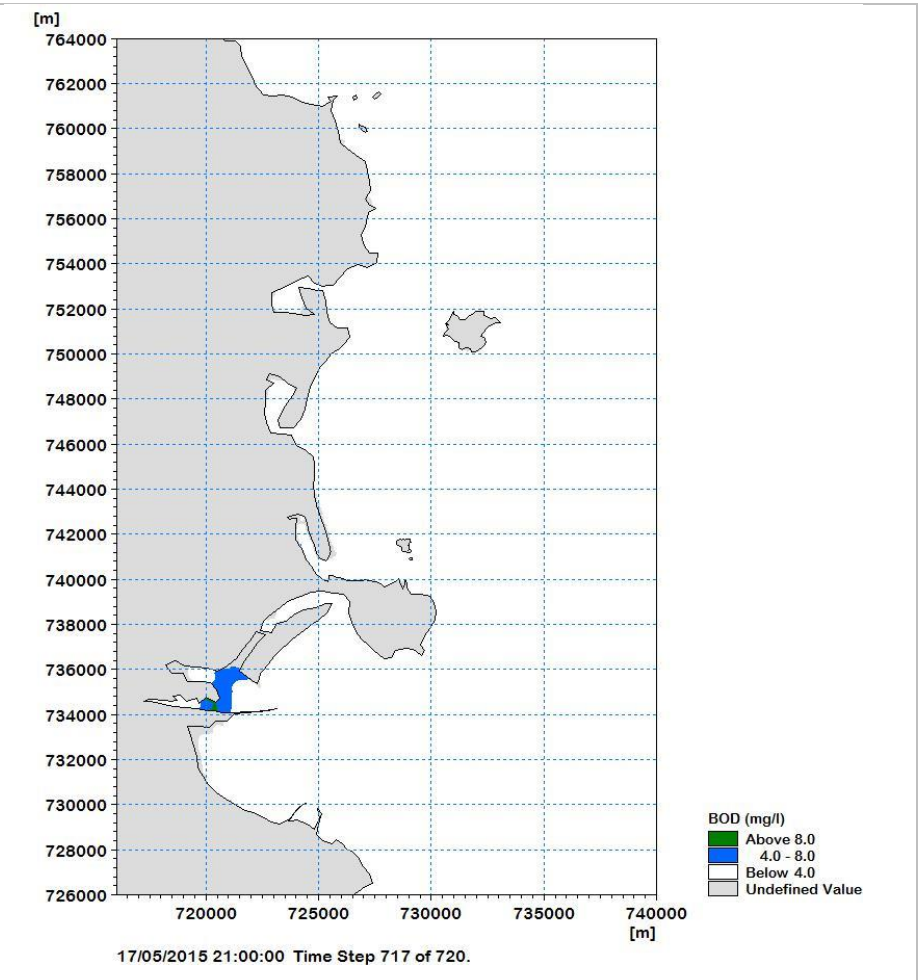 [m]
764000
762000
760000
758000
756000
754000
752000
750000
748000
746000
744000
742000
740000
738000
736000
734000
732000
730000
728000
726000
720000 725000 730000 735000 740000
[m]
17/05/2015 21:00:00 Time Step 717 of 720.
BOD (mg/l)
Above 8.0
4.0 - 8.0
Below 4.0
Undefined Value